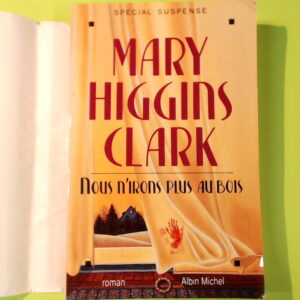 SPECIAL SUSPENSE
MARY
HIGGINS
CLARK
NOUS N'IRONS PLUS AU BOIS
roman
Albin Michel